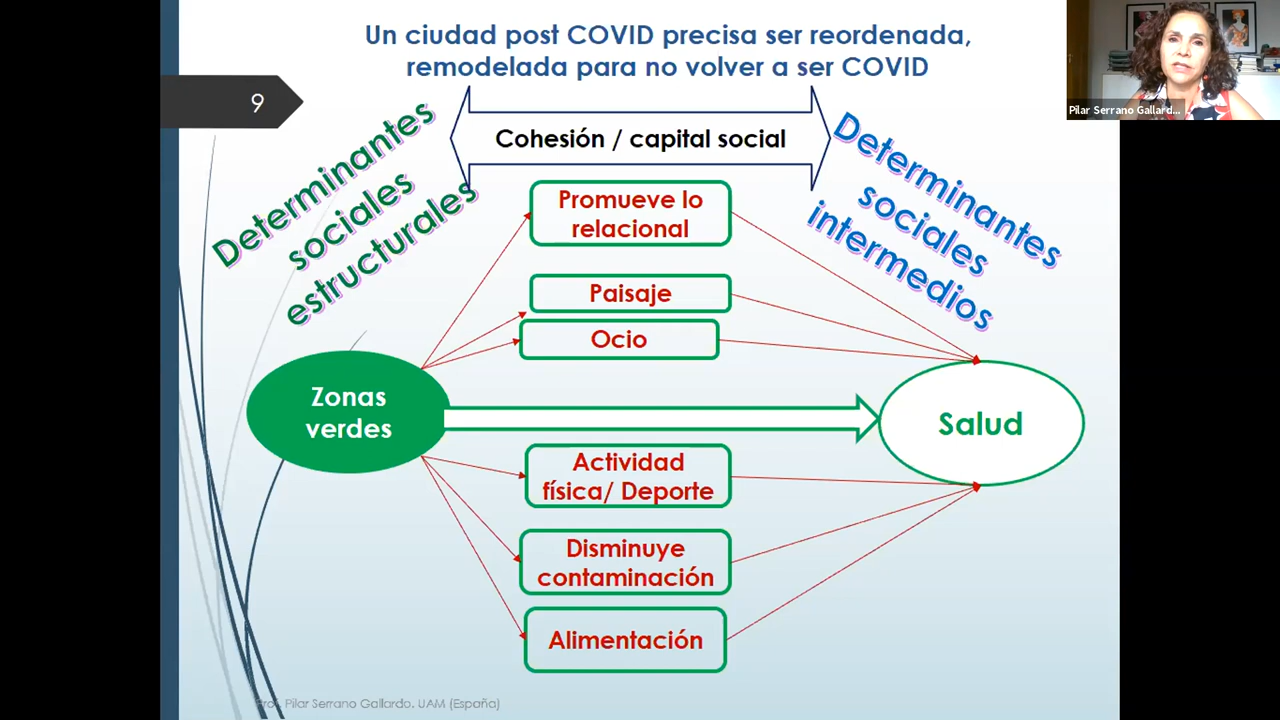 Un ciudad post COVID precisa ser reordenada,
remodelada para no volver a ser COVID
9
Pilar Serrano Gallard...
Cohesión / capital social
Determinantes
sociales
estructurales
Determinantes
sociales
intermedios
Promueve lo
relacional
Paisaje
Ocio
Zonas
verdes
Salud
Actividad
física/ Deporte
Disminuye
contaminación
Alimentación
Prof. Pilar Serrano Gallardo. UAM (España)